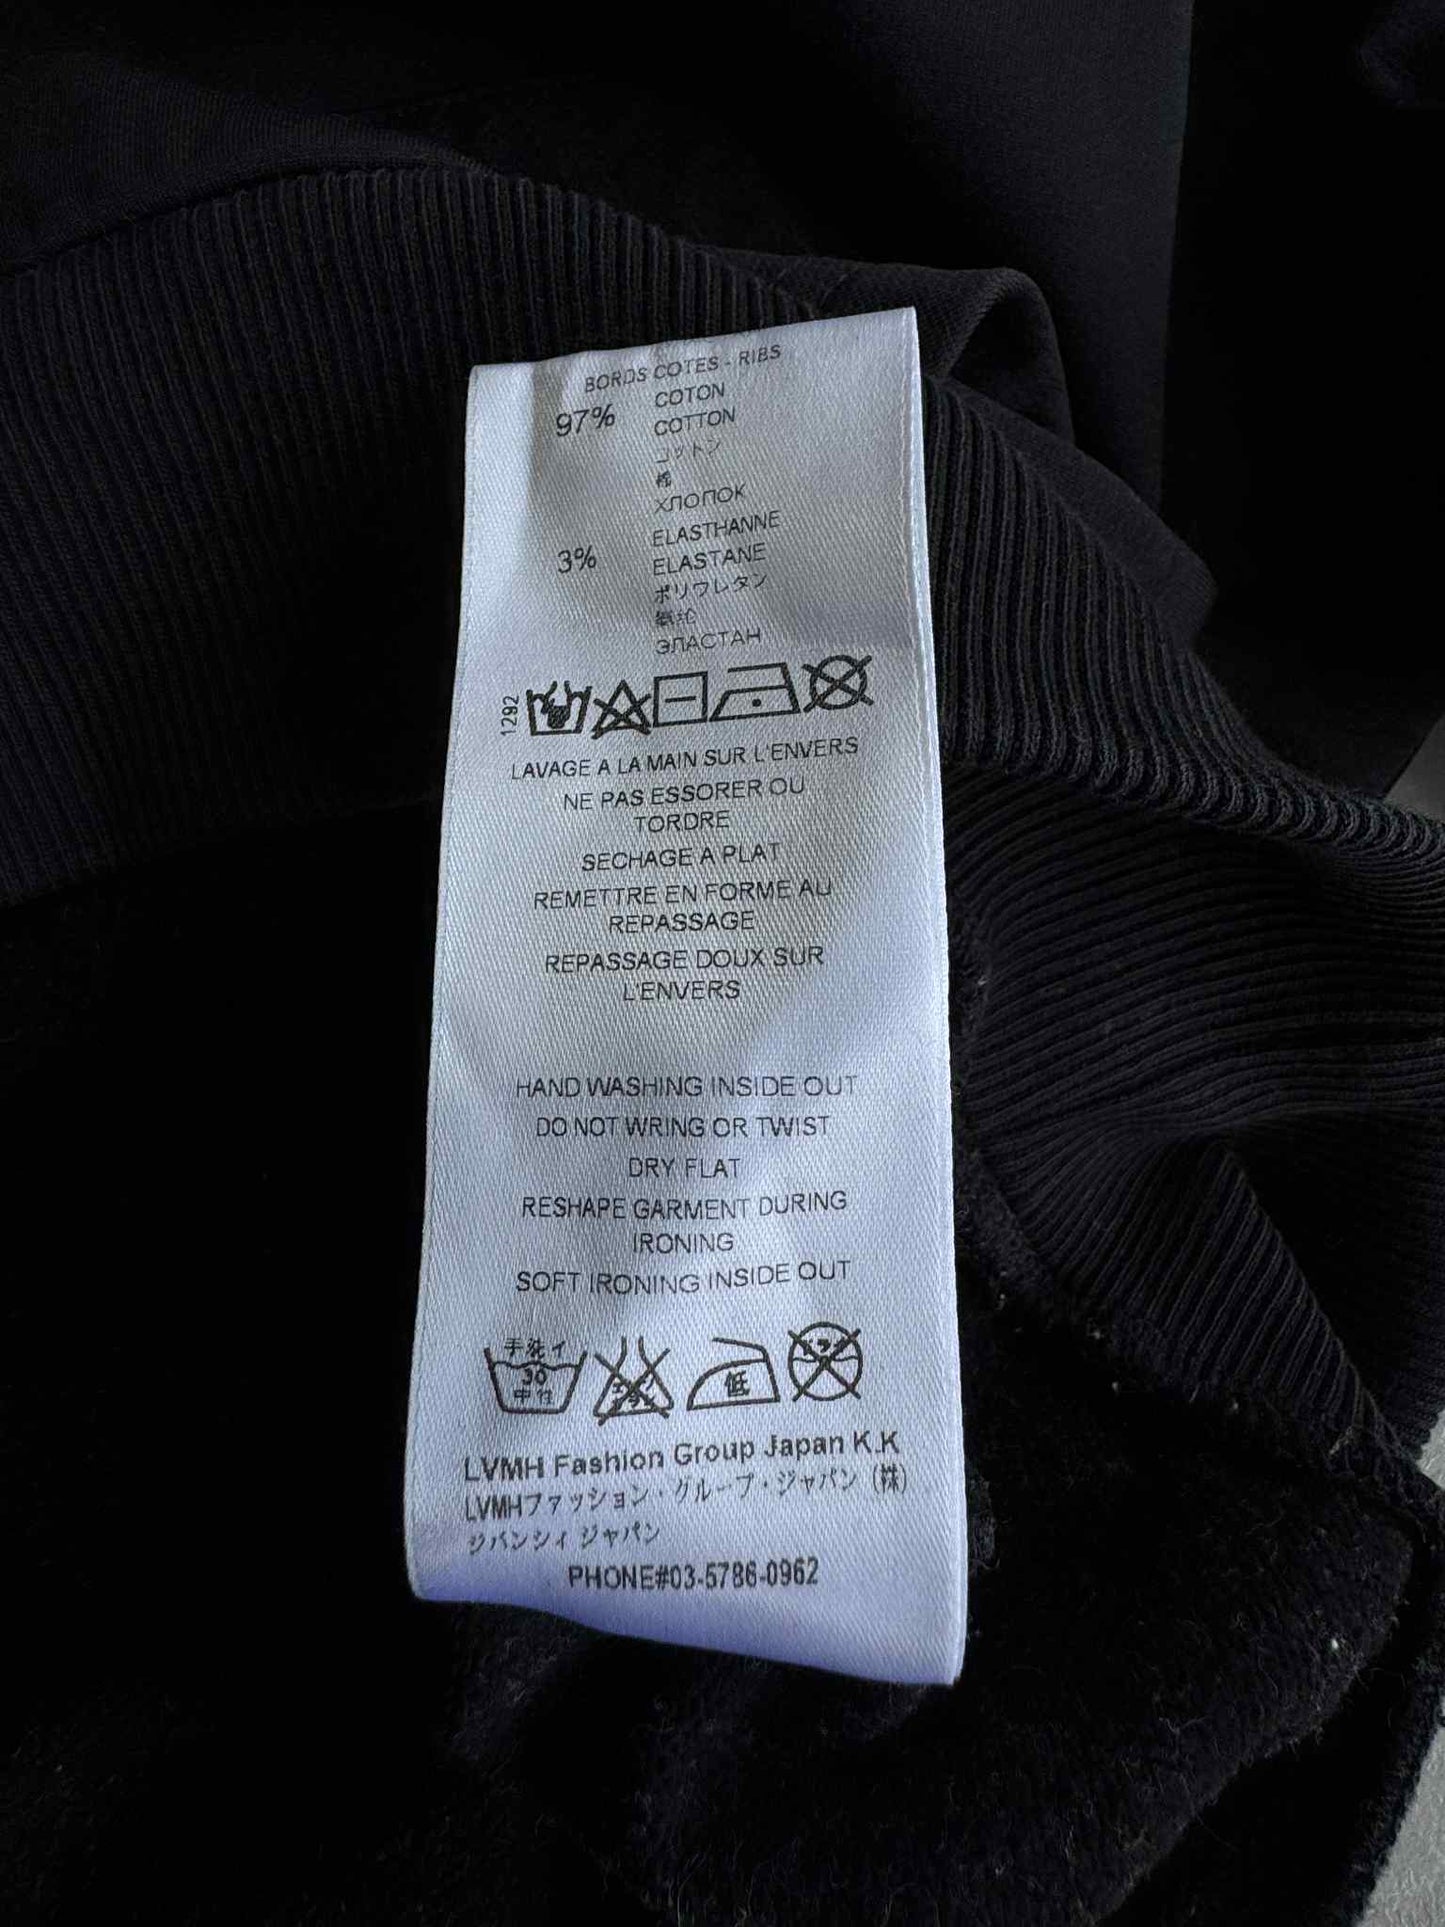 BORDS COTES - RIBS
97% COTON
COTTON
コットン
棉
ХЛОПОК
3% ELASTHANNE
ELASTANE
ポリウレタン
氨纶
ЭЛАСТАН
1292
LAVAGE A LA MAIN SUR L'ENVERS
NE PAS ESSORER OU
TORDRE
SECHAGE A PLAT
REMETTRE EN FORME AU
REPASSAGE
REPASSAGE DOUX SUR
L'ENVERS
HAND WASHING INSIDE OUT
DO NOT WRING OR TWIST
DRY FLAT
RESHAPE GARMENT DURING
IRONING
SOFT IRONING INSIDE OUT
手洗イ
30
中性
低
ドライ
LVMH Fashion Group Japan K.K
LVMHファッション・グループ・ジャパン（株）
ジバンシィ ジャパン
PHONE#03-5786-0962